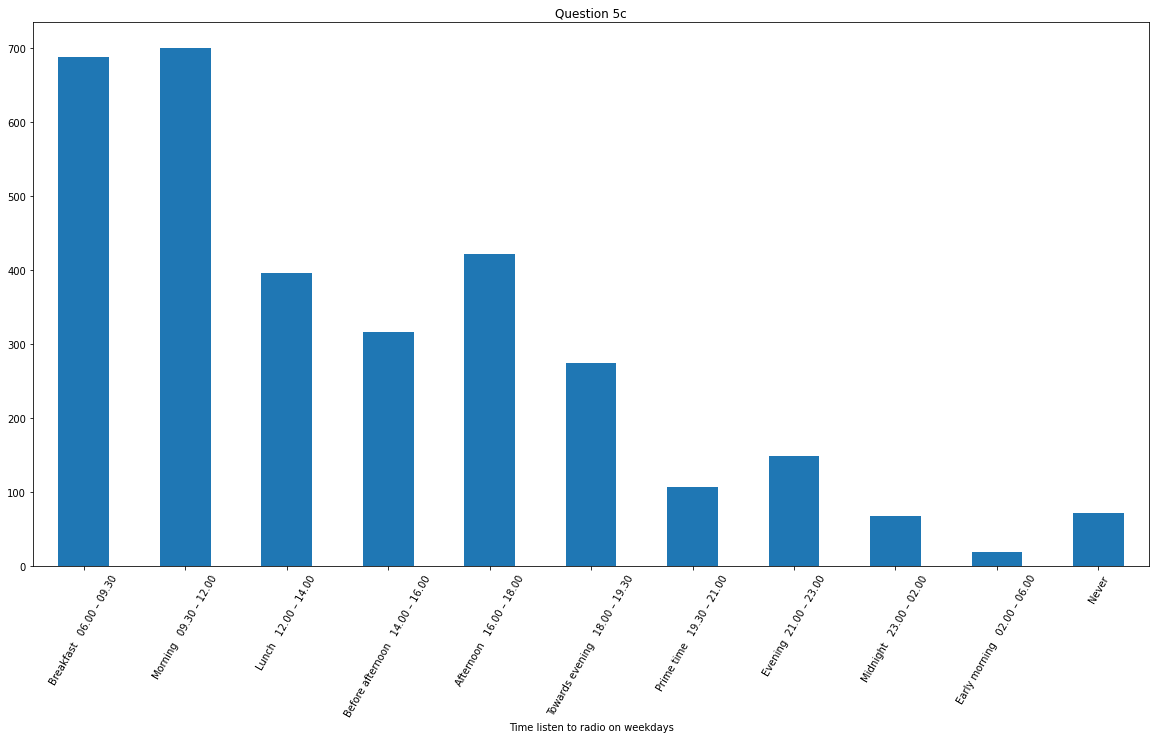 Question 5c
700
600
500
400
300
200
100
0
Breakfast 06.00 – 09.30
Morning 09.30 – 12.00
Lunch 12.00 – 14.00
Before afternoon 14.00 – 16.00
Afternoon 16.00 – 18.00
Towards evening 18.00 – 19.30
Prime time 19.30 – 21.00
Evening 21.00 – 23.00
Midnight 23.00 – 02.00
Early morning 02.00 – 06.00
Never
Time listen to radio on weekdays